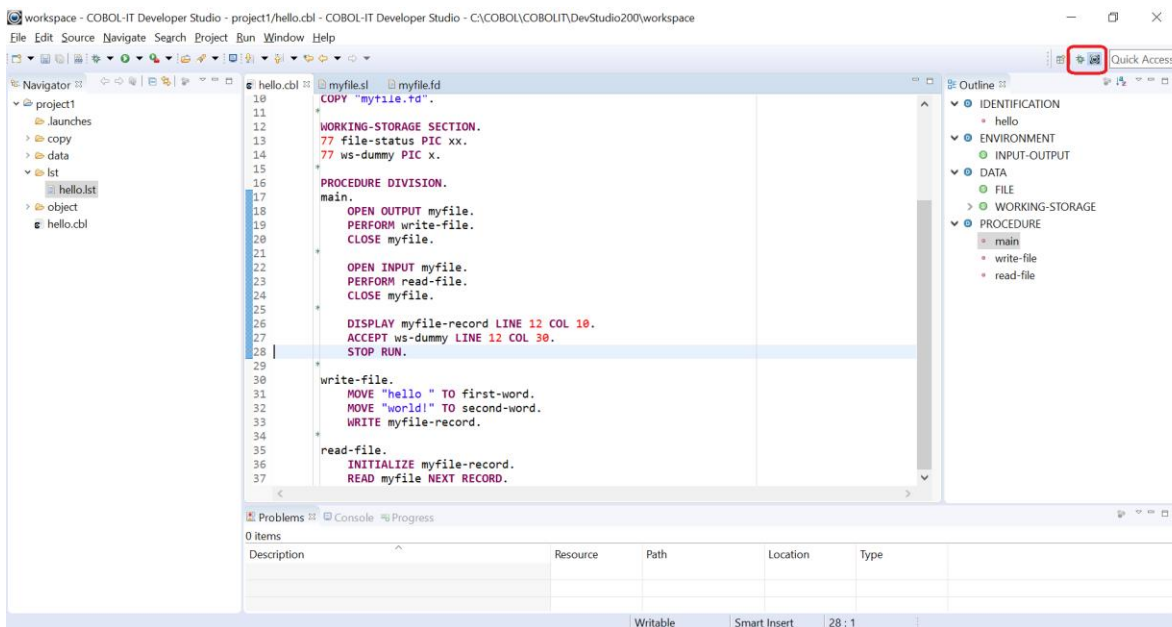 workspace - COBOL-IT Developer Studio - project1/hello.cbl - COBOL-IT Developer Studio - C:\COBOL\COBOLIT\DevStudio200\workspace
File Edit Source Navigate Search Project Run Window Help
Quick Access
Navigator
project1
.launches
copy
data
lst
hello.lst
object
hello.cbl
hello.cbl myfile.sl myfile.fd
10 COPY "myfile.fd".
11 *
12 WORKING-STORAGE SECTION.
13 77 file-status PIC xx.
14 77 ws-dummy PIC x.
15 *
16 PROCEDURE DIVISION.
17 main.
18 OPEN OUTPUT myfile.
19 PERFORM write-file.
20 CLOSE myfile.
21 *
22 OPEN INPUT myfile.
23 PERFORM read-file.
24 CLOSE myfile.
25 *
26 DISPLAY myfile-record LINE 12 COL 10.
27 ACCEPT ws-dummy LINE 12 COL 30.
28 STOP RUN.
29 *
30 write-file.
31 MOVE "hello " TO first-word.
32 MOVE "world!" TO second-word.
33 WRITE myfile-record.
34 *
35 read-file.
36 INITIALIZE myfile-record.
37 READ myfile NEXT RECORD.
Outline
IDENTIFICATION
hello
ENVIRONMENT
INPUT-OUTPUT
DATA
FILE
WORKING-STORAGE
PROCEDURE
main
write-file
read-file
Problems Console Progress
0 items
Description Resource Path Location Type
Writable Smart Insert 28 : 1